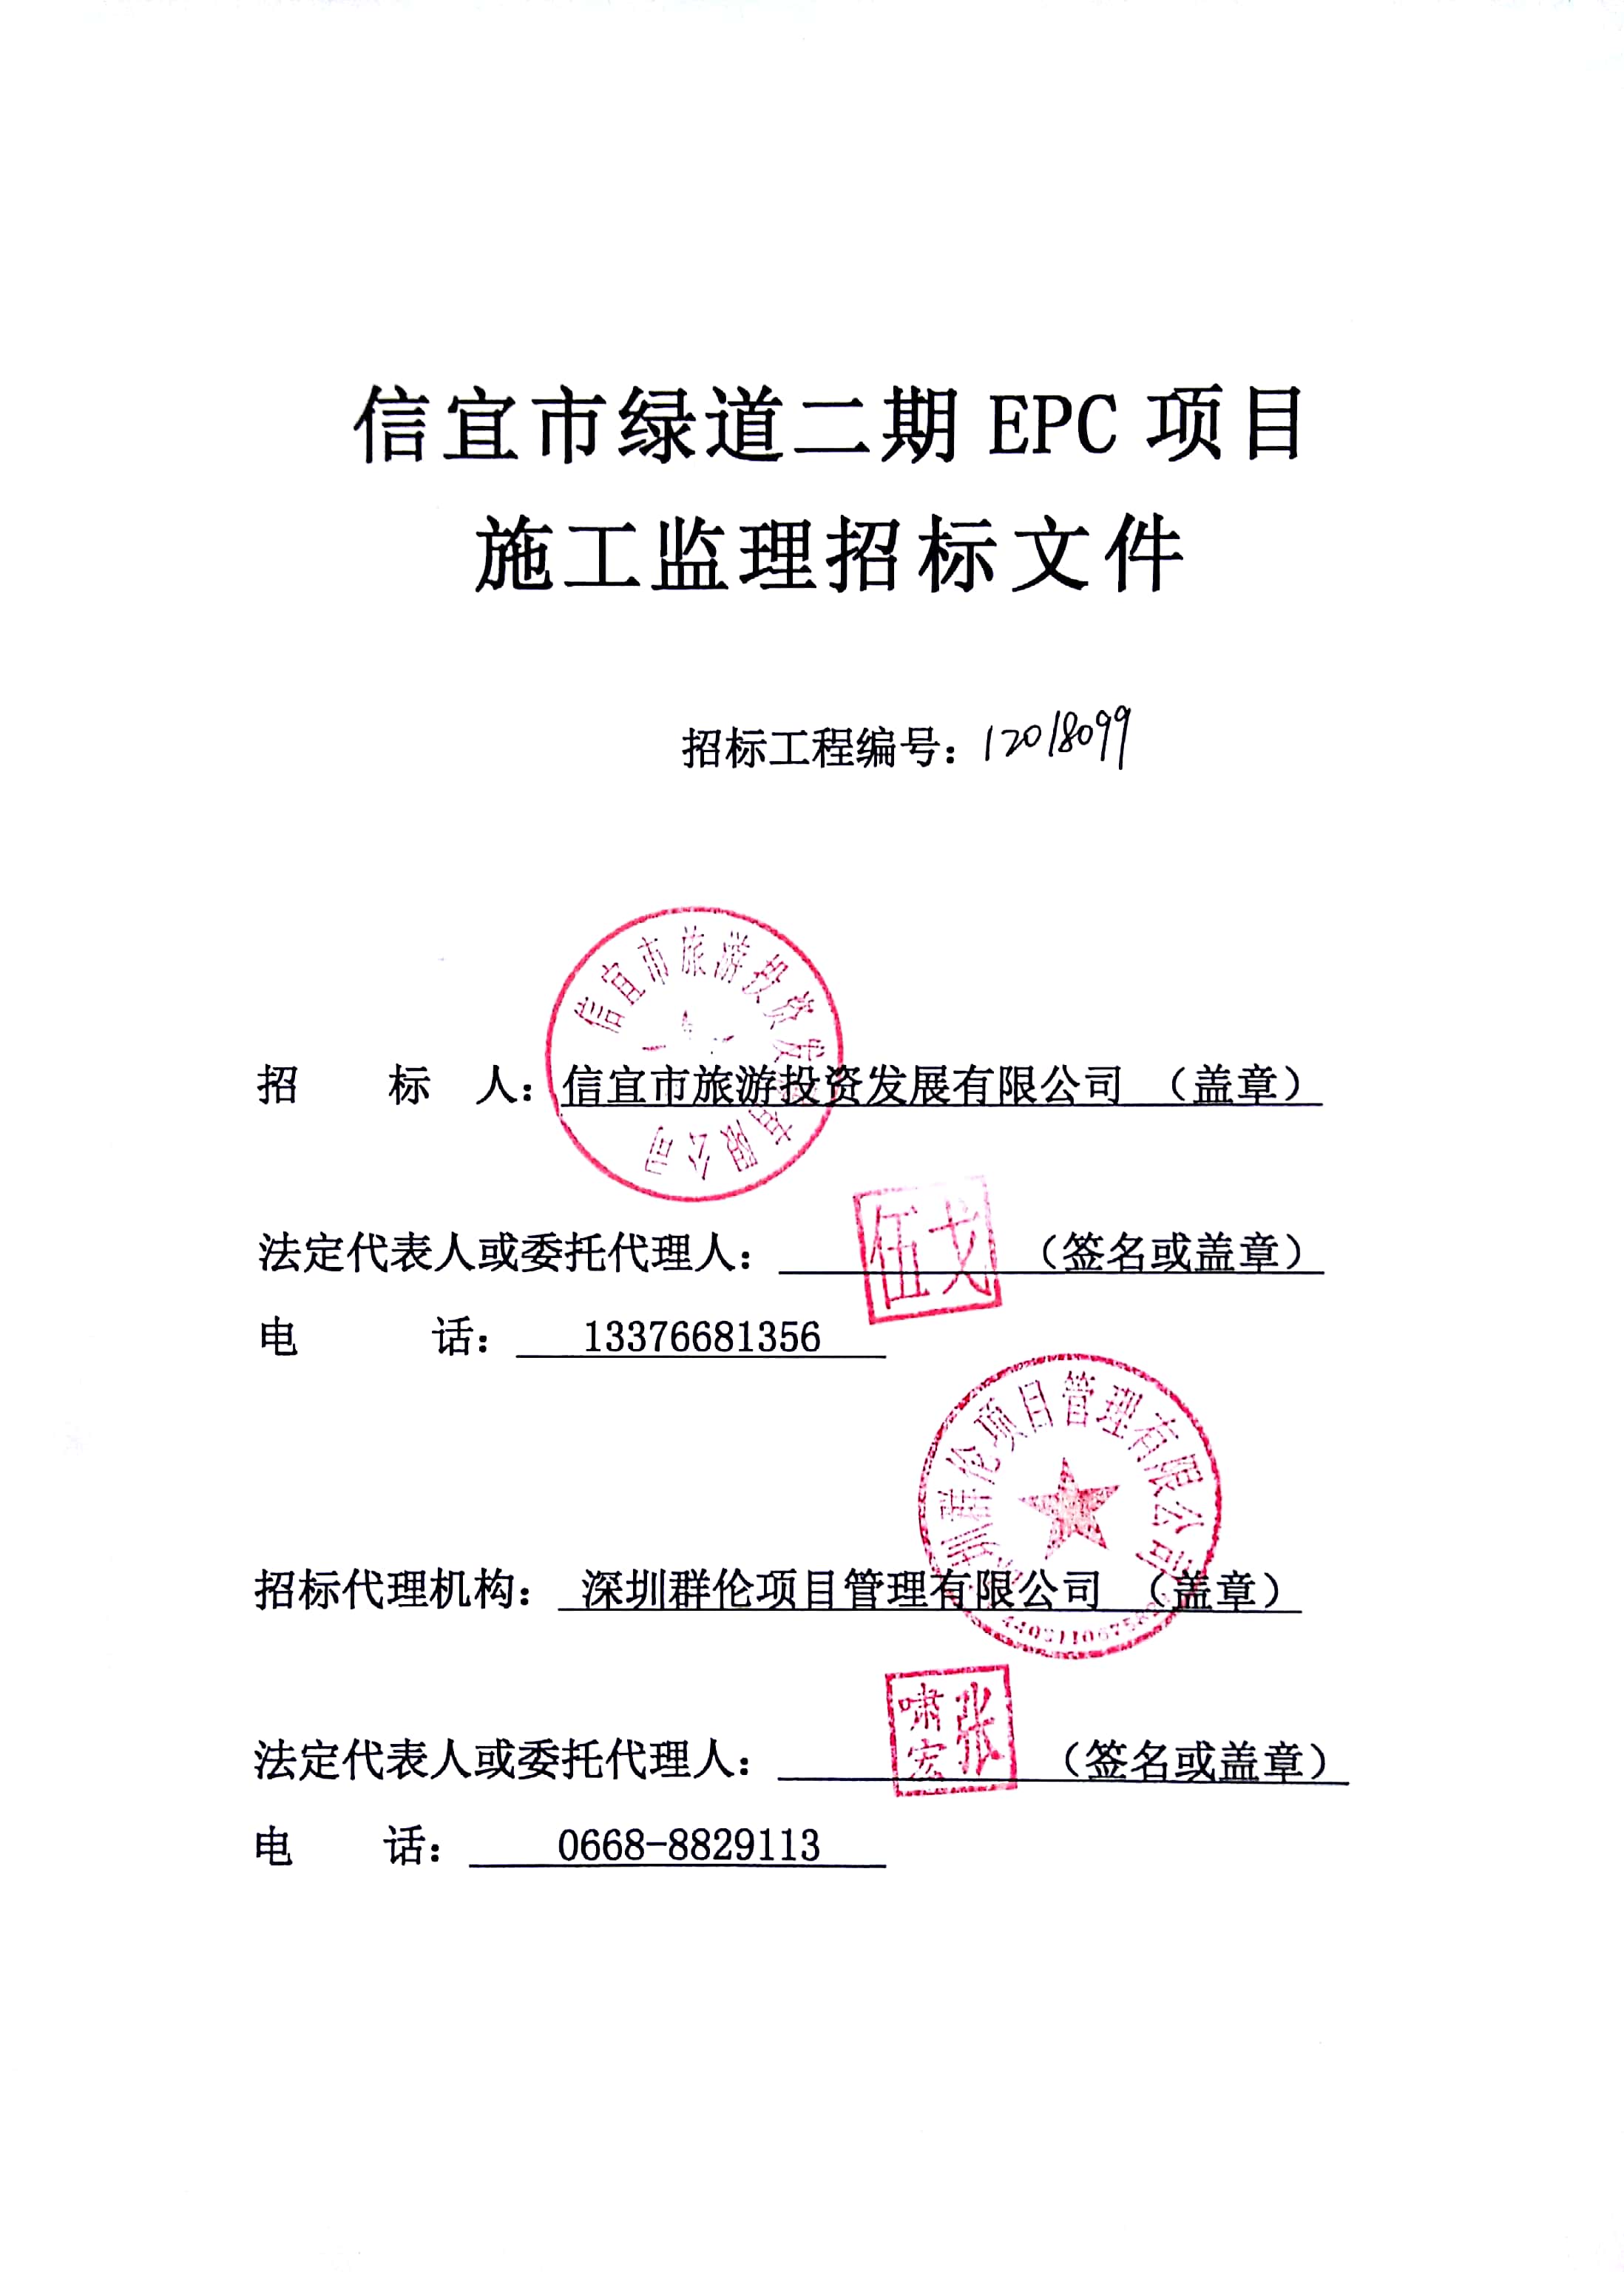 信宜市绿道二期 EPC 项目
施工监理招标文件
招标工程编号：12018099
信宜市旅游投资发展有限公司
招 标 人：信宜市旅游投资发展有限公司 （盖章）
伍戈
法定代表人或委托代理人： （签名或盖章）
电 话： 13376681356
圳群伦项目管理有限公司
招标代理机构： 深圳群伦项目管理有限公司 （盖章）
张啸宏
法定代表人或委托代理人： （签名或盖章）
电 话： 0668-8829113